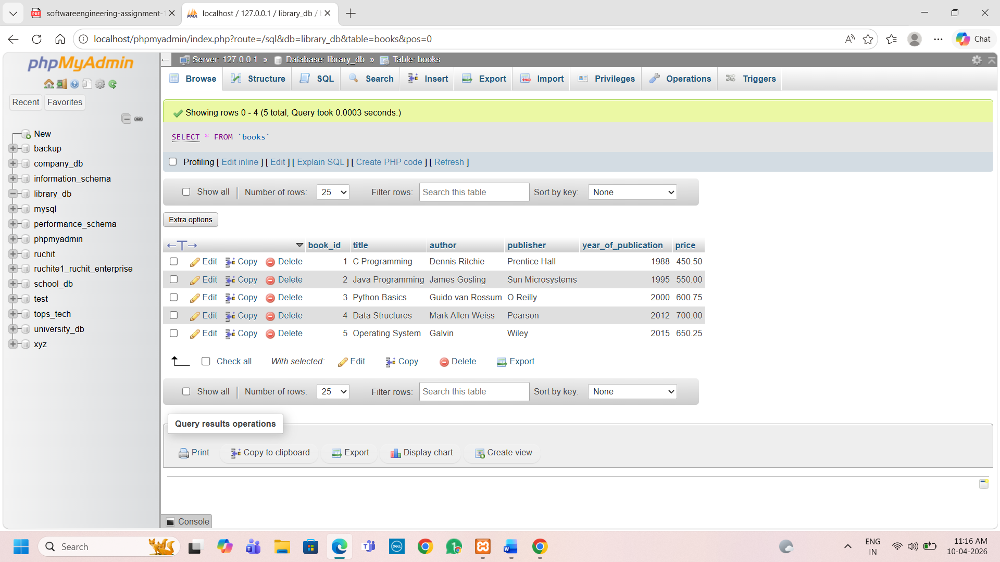 softwareengineering-assignment-1
localhost / 127.0.0.1 / library_db /
localhost/phpmyadmin/index.php?route=/sql&db=library_db&table=books&pos=0
Chat
phpMyAdmin
Recent Favorites
New
backup
company_db
information_schema
library_db
mysql
performance_schema
phpmyadmin
ruchit
ruchite1_ruchit_enterprise
school_db
test
tops_tech
university_db
xyz
Server: 127.0.0.1 » Database: library_db » Table: books
Browse Structure SQL Search Insert Export Import Privileges Operations Triggers
Showing rows 0 - 4 (5 total, Query took 0.0003 seconds.)
SELECT * FROM `books`
Profiling [ Edit inline ] [ Edit ] [ Explain SQL ] [ Create PHP code ] [ Refresh ]
Show all Number of rows: 25 Filter rows: Search this table Sort by key: None
Extra options
book_id title author publisher year_of_publication price
Edit Copy Delete 1 C Programming Dennis Ritchie Prentice Hall 1988 450.50
Edit Copy Delete 2 Java Programming James Gosling Sun Microsystems 1995 550.00
Edit Copy Delete 3 Python Basics Guido van Rossum O Reilly 2000 600.75
Edit Copy Delete 4 Data Structures Mark Allen Weiss Pearson 2012 700.00
Edit Copy Delete 5 Operating System Galvin Wiley 2015 650.25
Check all With selected: Edit Copy Delete Export
Show all Number of rows: 25 Filter rows: Search this table Sort by key: None
Query results operations
Print Copy to clipboard Export Display chart Create view
Console
Search
ENG
IN
11:16 AM
10-04-2026